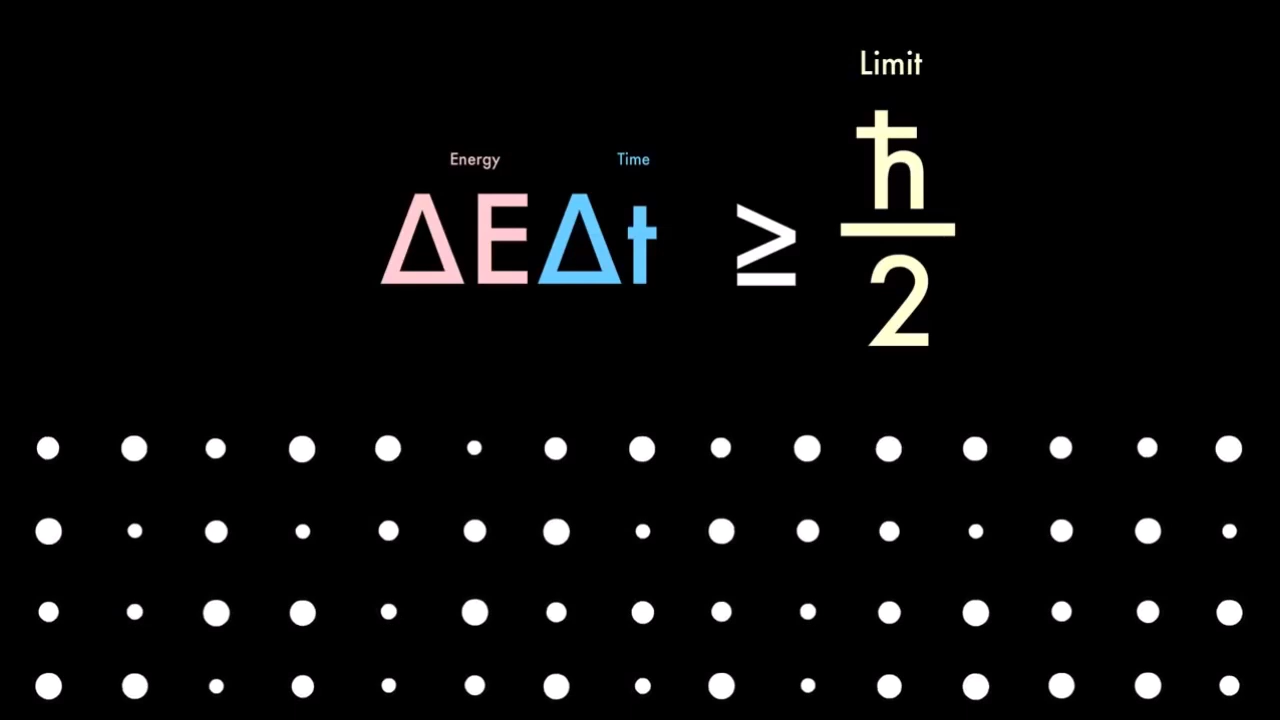 Limit
Energy Time
ΔEΔt ≥ ħ/2